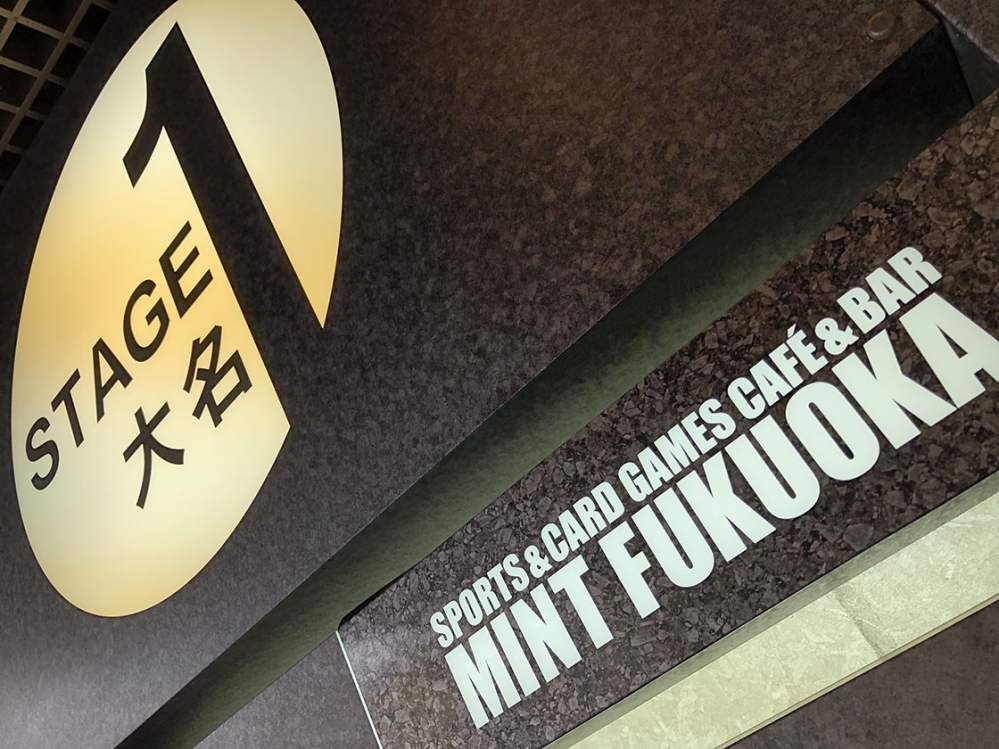 STAGE 1
大名
SPORTS & CARD GAMES CAFÉ & BAR
MINT FUKUOKA